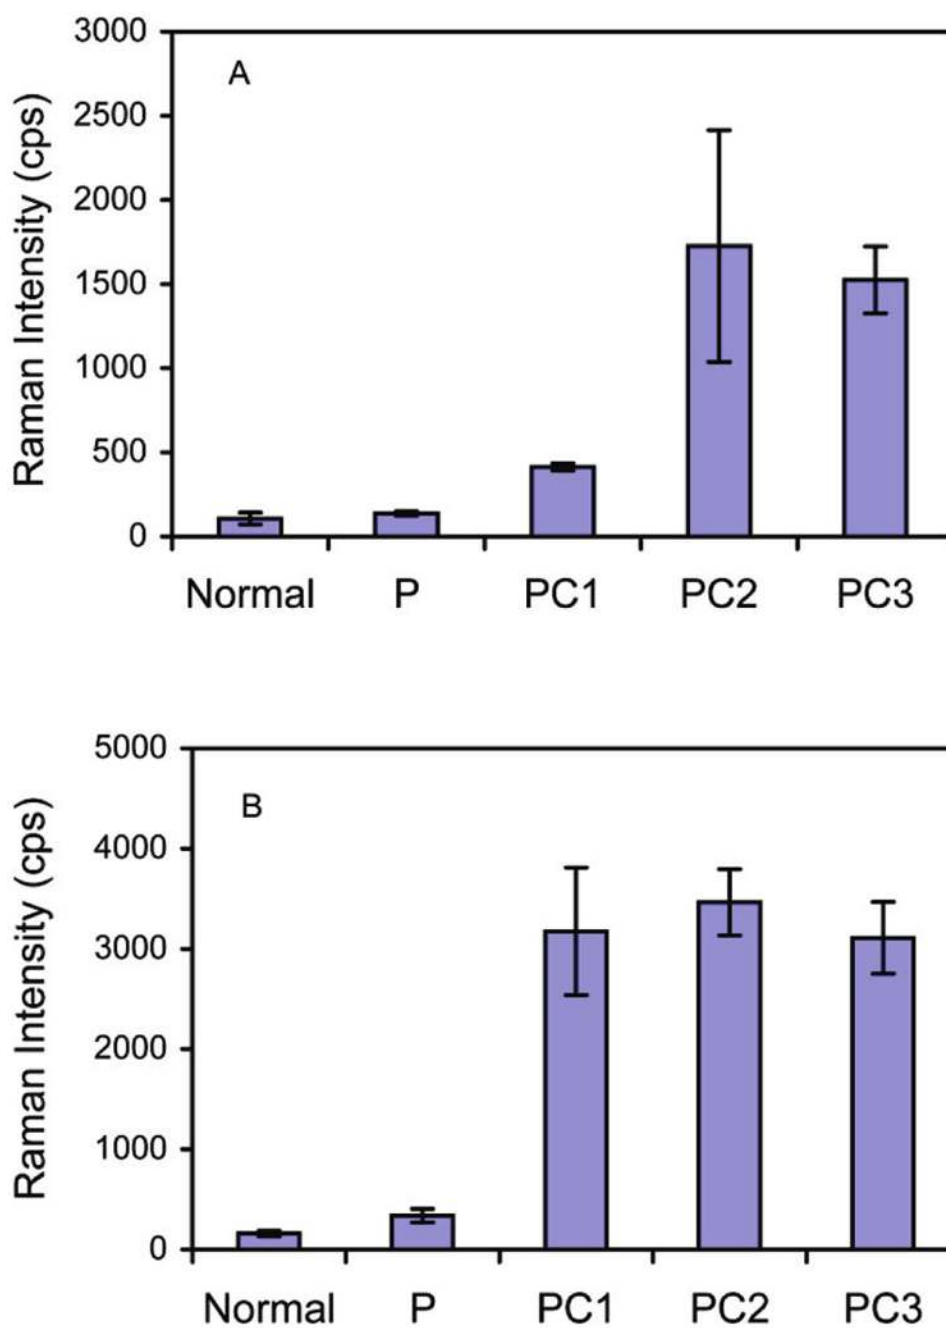 3000
A
2500
2000
1500
1000
500
0
Raman Intensity (cps)
Normal P PC1 PC2 PC3
5000
B
4000
3000
2000
1000
0
Raman Intensity (cps)
Normal P PC1 PC2 PC3